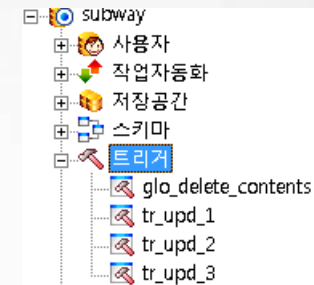 subway
사용자
작업자동화
저장공간
스키마
트리거
glo_delete_contents
tr_upd_1
tr_upd_2
tr_upd_3